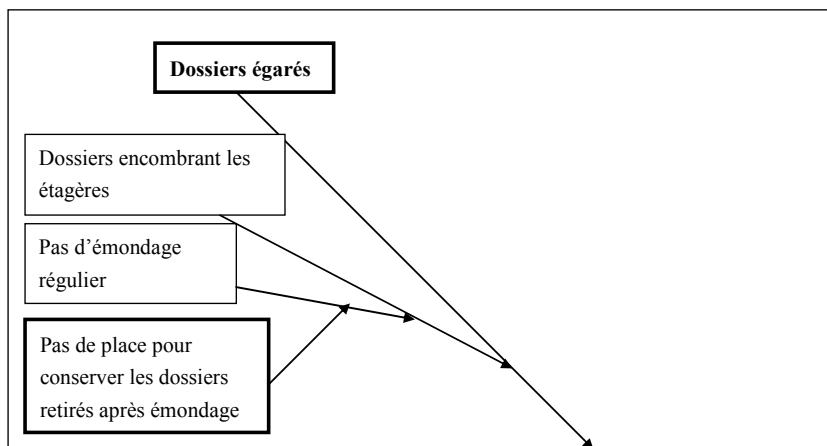 Dossiers égarés
Dossiers encombrant les
étagères
Pas d’émondage
régulier
Pas de place pour
conserver les dossiers
retirés après émondage